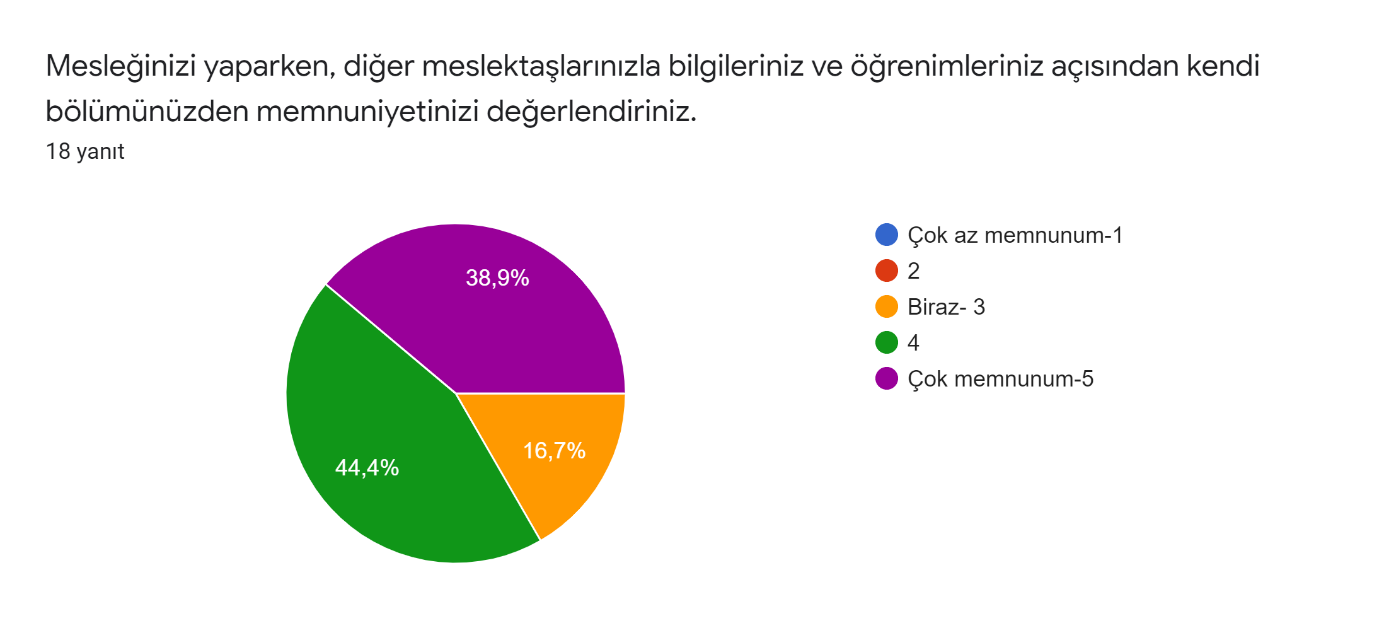 Mesleğinizi yaparken, diğer meslektaşlarınızla bilgileriniz ve öğrenimleriniz açısından kendi
bölümünüzden memnuniyetinizi değerlendiriniz.
18 yanıt
Çok az memnunum-1
2
Biraz- 3
4
Çok memnunum-5
38,9%
16,7%
44,4%